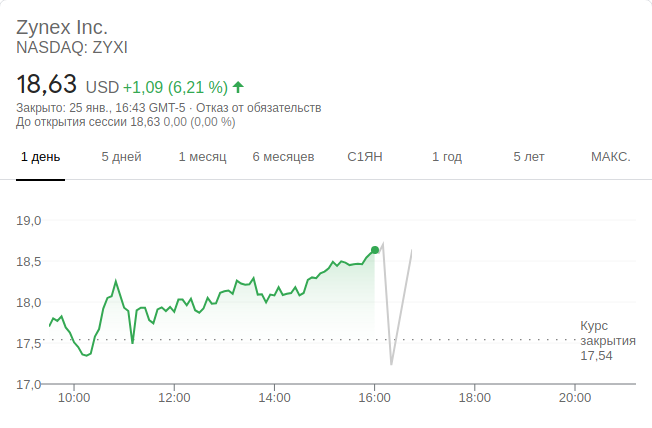 Zynex Inc.
NASDAQ: ZYXI
18,63 USD +1,09 (6,21 %)
Закрыто: 25 янв., 16:43 GMT-5 · Отказ от обязательств
До открытия сессии 18,63 0,00 (0,00 %)
1 день 5 дней 1 месяц 6 месяцев С1ЯН 1 год 5 лет МАКС.
19,0
18,5
18,0
Курс
17,5 закрытия
17,54
17,0
10:00 12:00 14:00 16:00 18:00 20:00